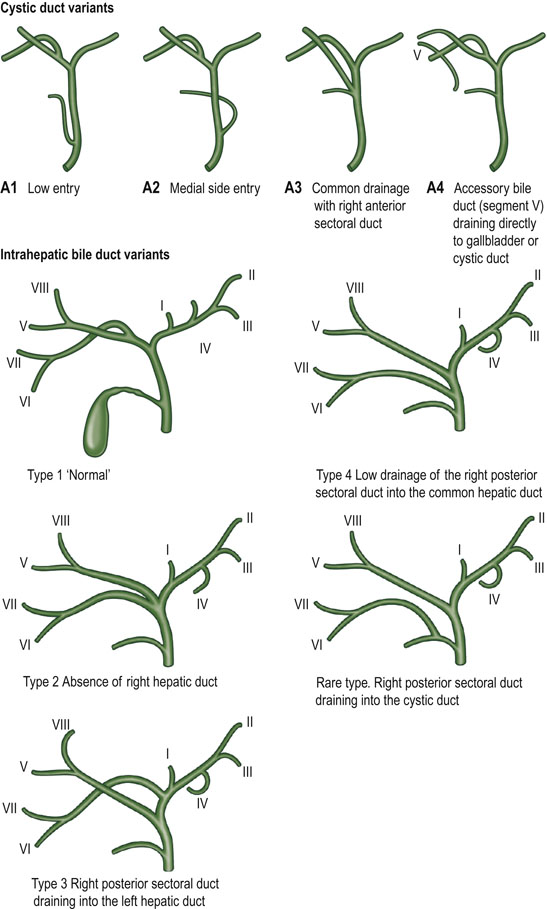 Cystic duct variants
V
A1 Low entry
A2 Medial side entry
A3 Common drainage
with right anterior
sectoral duct
A4 Accessory bile
duct (segment V)
draining directly
to gallbladder or
cystic duct
Intrahepatic bile duct variants
VIII
V
VII
VI
I
II
III
IV
Type 1 ‘Normal’
VIII
V
VII
VI
I
II
III
IV
Type 4 Low drainage of the right posterior
sectoral duct into the common hepatic duct
VIII
V
VII
VI
I
II
III
IV
Type 2 Absence of right hepatic duct
VIII
V
VII
VI
I
II
III
IV
Rare type. Right posterior sectoral duct
draining into the cystic duct
VIII
V
VII
VI
I
II
III
IV
Type 3 Right posterior sectoral duct
draining into the left hepatic duct